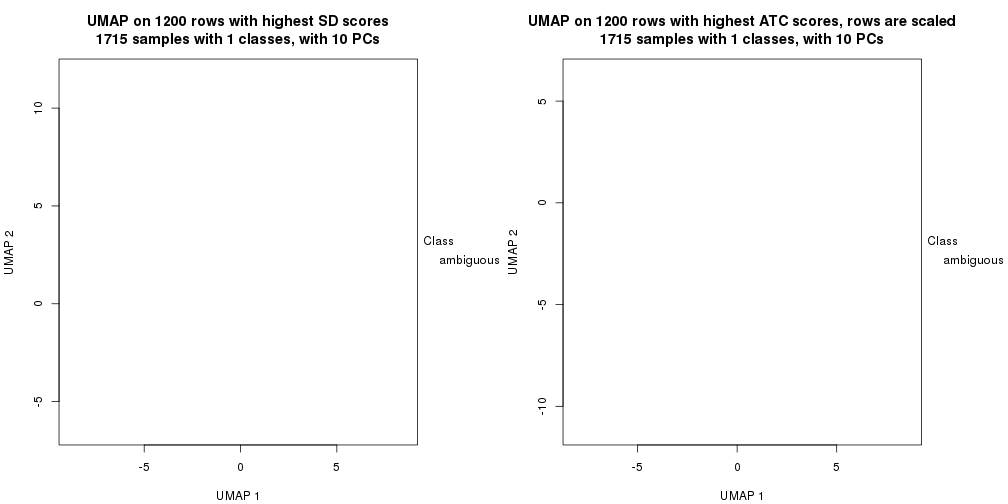 UMAP on 1200 rows with highest SD scores
1715 samples with 1 classes, with 10 PCs
10
5
0
-5
UMAP 2
-5 0 5
UMAP 1
Class
ambiguous
UMAP on 1200 rows with highest ATC scores, rows are scaled
1715 samples with 1 classes, with 10 PCs
5
0
-5
-10
UMAP 2
-5 0 5
UMAP 1
Class
ambiguous